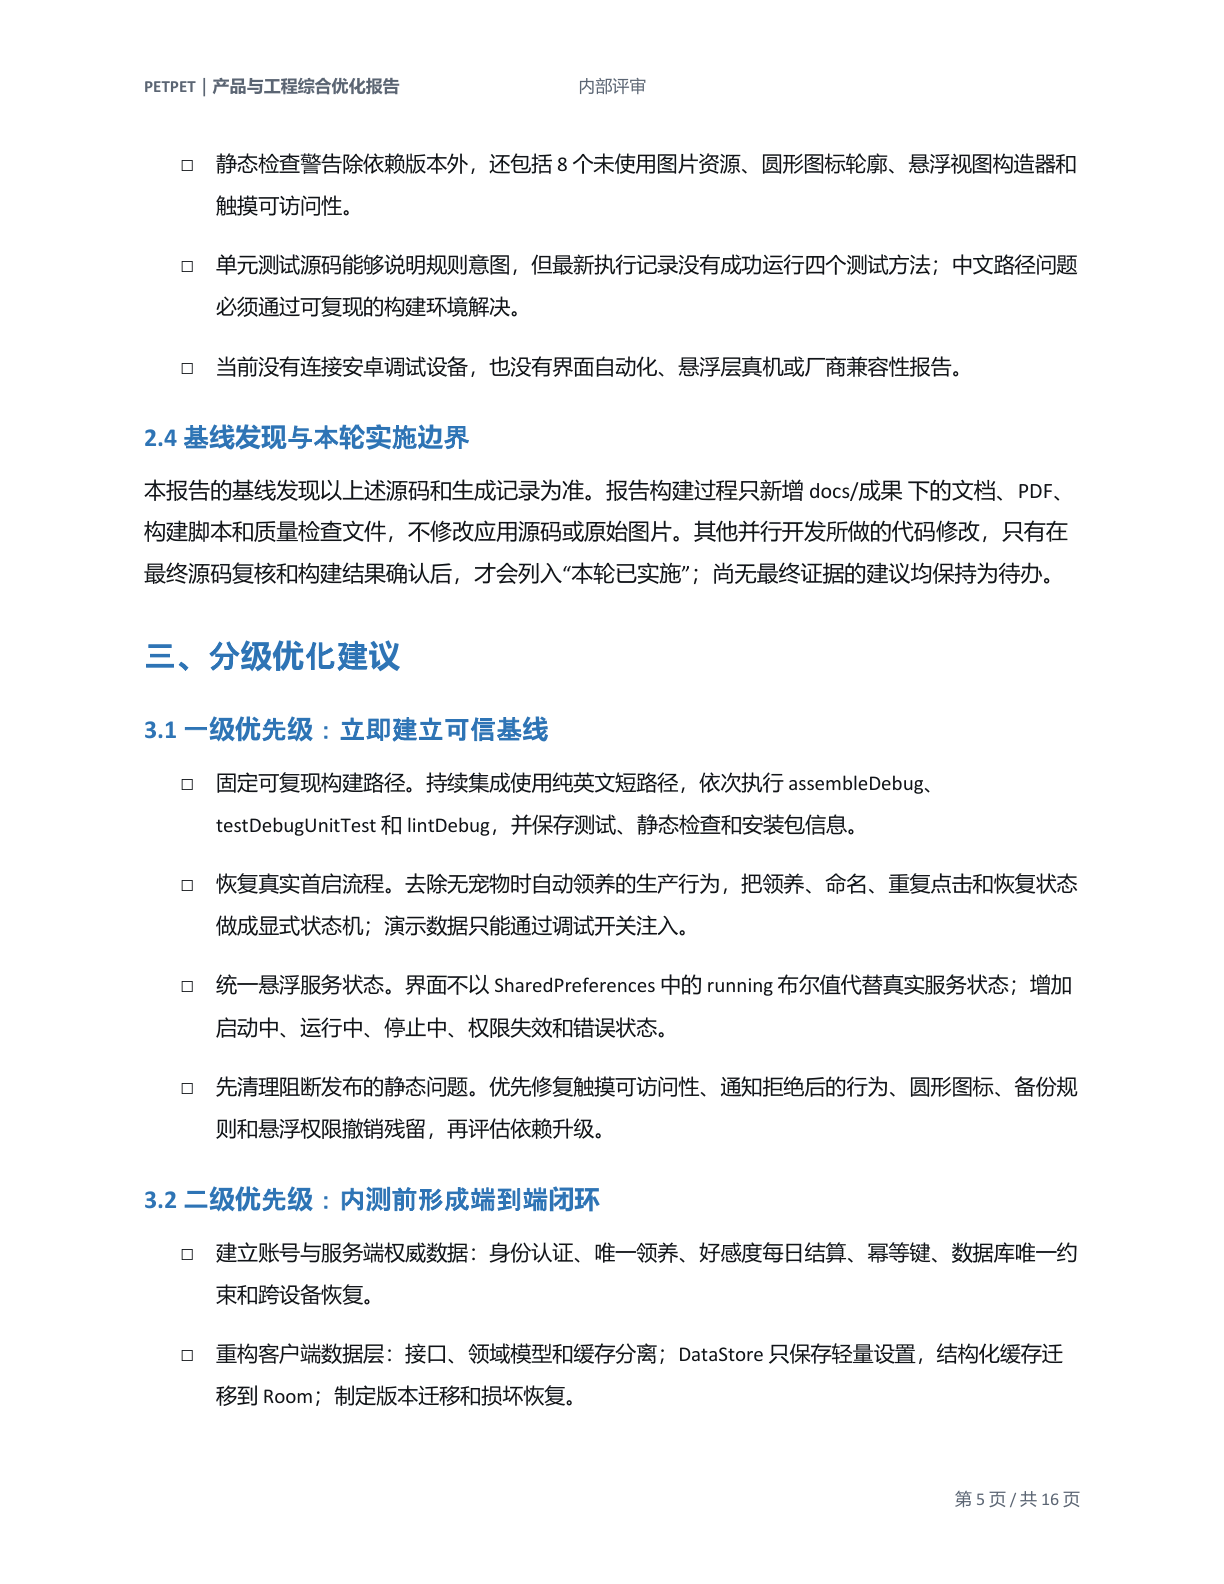 PETPET | 产品与工程综合优化报告 内部评审
□ 静态检查警告除依赖版本外，还包括 8 个未使用图片资源、圆形图标轮廓、悬浮视图构造器和
触摸可访问性。
□ 单元测试源码能够说明规则意图，但最新执行记录没有成功运行四个测试方法；中文路径问题
必须通过可复现的构建环境解决。
□ 当前没有连接安卓调试设备，也没有界面自动化、悬浮层真机或厂商兼容性报告。
2.4 基线发现与本轮实施边界
本报告的基线发现以上述源码和生成记录为准。报告构建过程只新增 docs/成果 下的文档、PDF、
构建脚本和质量检查文件，不修改应用源码或原始图片。其他并行开发所做的代码修改，只有在
最终源码复核和构建结果确认后，才会列入“本轮已实施”；尚无最终证据的建议均保持为待办。
三、分级优化建议
3.1 一级优先级：立即建立可信基线
□ 固定可复现构建路径。持续集成使用纯英文短路径，依次执行 assembleDebug、
testDebugUnitTest 和 lintDebug，并保存测试、静态检查和安装包信息。
□ 恢复真实首启流程。去除无宠物时自动领养的生产行为，把领养、命名、重复点击和恢复状态
做成显式状态机；演示数据只能通过调试开关注入。
□ 统一悬浮服务状态。界面不以 SharedPreferences 中的 running 布尔值代替真实服务状态；增加
启动中、运行中、停止中、权限失效和错误状态。
□ 先清理阻断发布的静态问题。优先修复触摸可访问性、通知拒绝后的行为、圆形图标、备份规
则和悬浮权限撤销残留，再评估依赖升级。
3.2 二级优先级：内测前形成端到端闭环
□ 建立账号与服务端权威数据：身份认证、唯一领养、好感度每日结算、幂等键、数据库唯一约
束和跨设备恢复。
□ 重构客户端数据层：接口、领域模型和缓存分离；DataStore 只保存轻量设置，结构化缓存迁
移到 Room；制定版本迁移和损坏恢复。
第 5 页 / 共 16 页